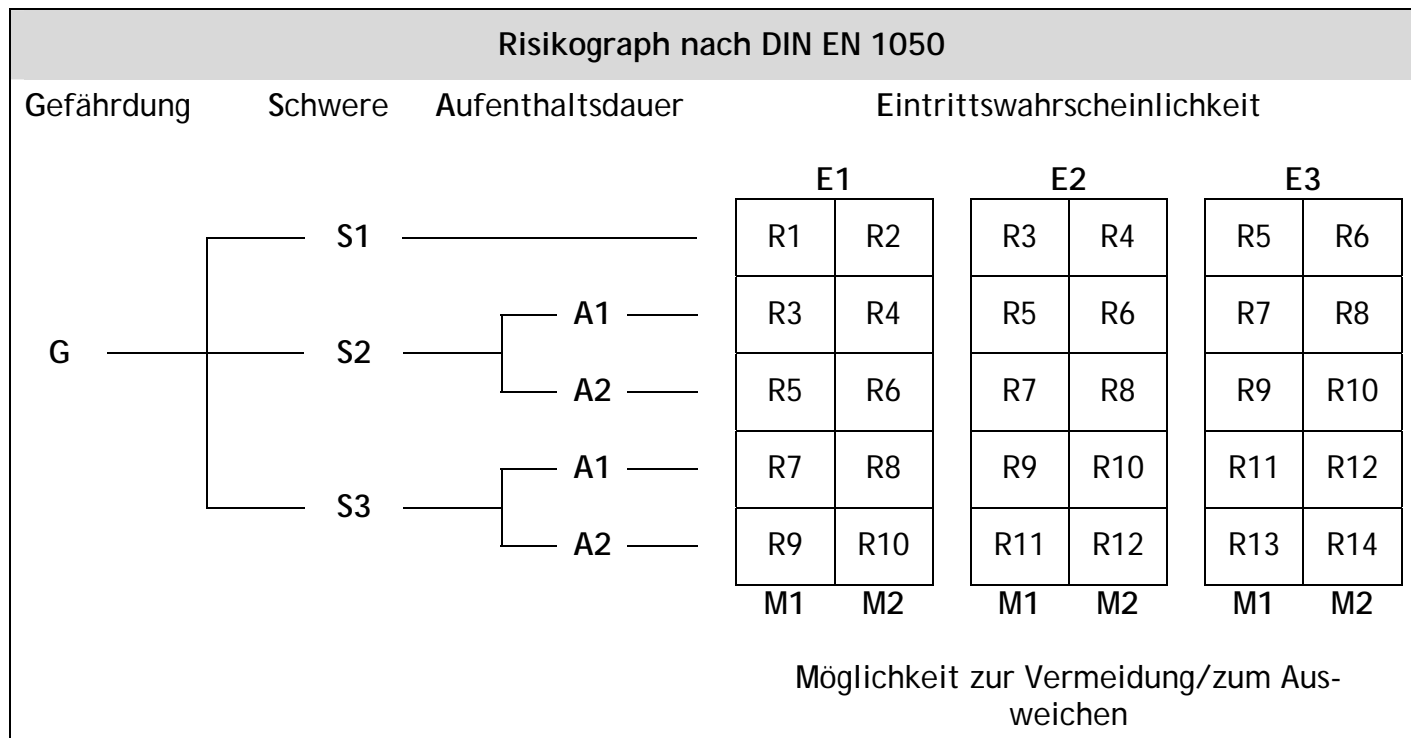 Risikograph nach DIN EN 1050
Gefährdung Schwere Aufenthaltsdauer Eintrittswahrscheinlichkeit
E1 E2 E3
S1 R1 R2 R3 R4 R5 R6
A1 R3 R4 R5 R6 R7 R8
G S2
A2 R5 R6 R7 R8 R9 R10
A1 R7 R8 R9 R10 R11 R12
S3
A2 R9 R10 R11 R12 R13 R14
M1 M2 M1 M2 M1 M2
Möglichkeit zur Vermeidung/zum Aus-
weichen